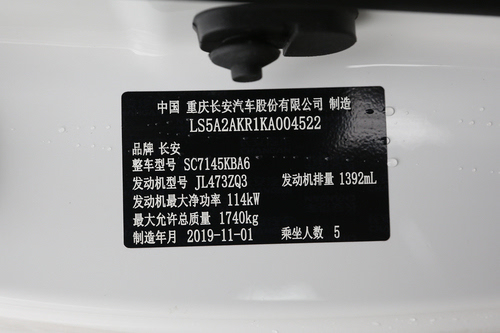 中国 重庆长安汽车股份有限公司 制造
LS5A2AKR1KA004522
品牌 长安
整车型号 SC7145KBA6
发动机型号 JL473ZQ3 发动机排量 1392mL
发动机最大净功率 114kW
最大允许总质量 1740kg
制造年月 2019-11-01 乘坐人数 5